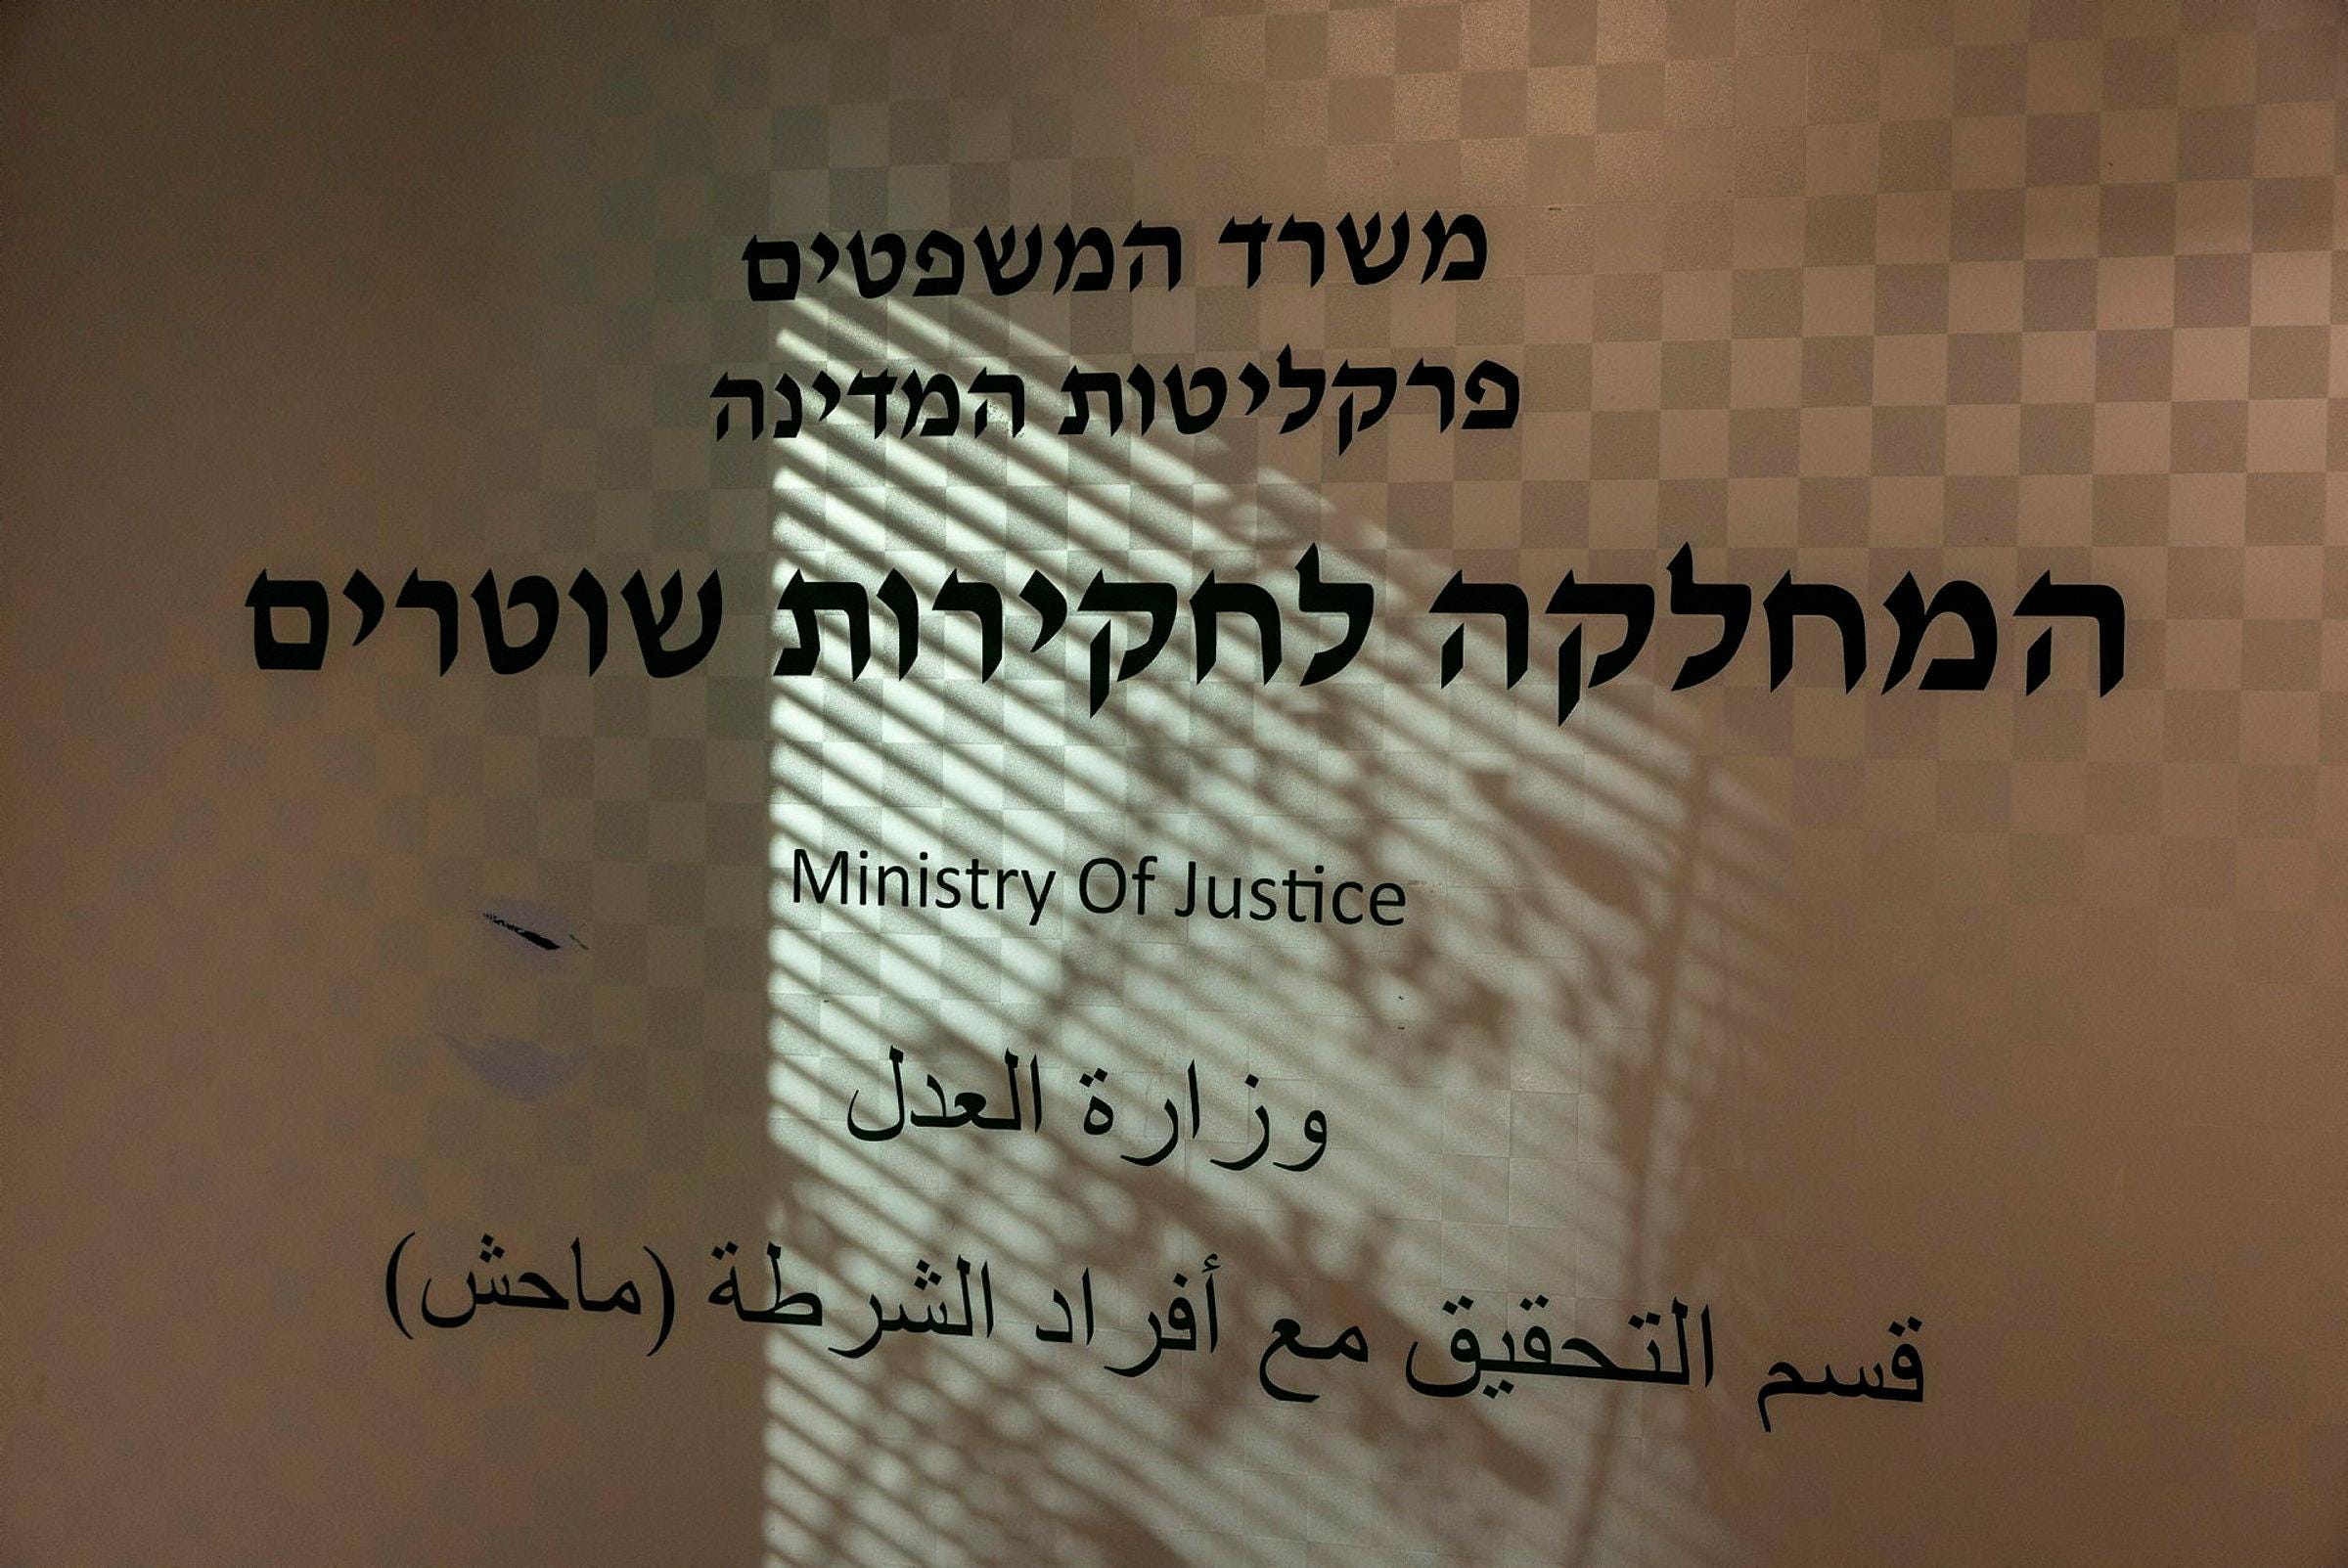 משרד המשפטים
פרקליטות המדינה
המחלקה לחקירות שוטרים
Ministry Of Justice
وزارة العدل
قسم التحقيق مع أفراد الشرطة (ماحش)